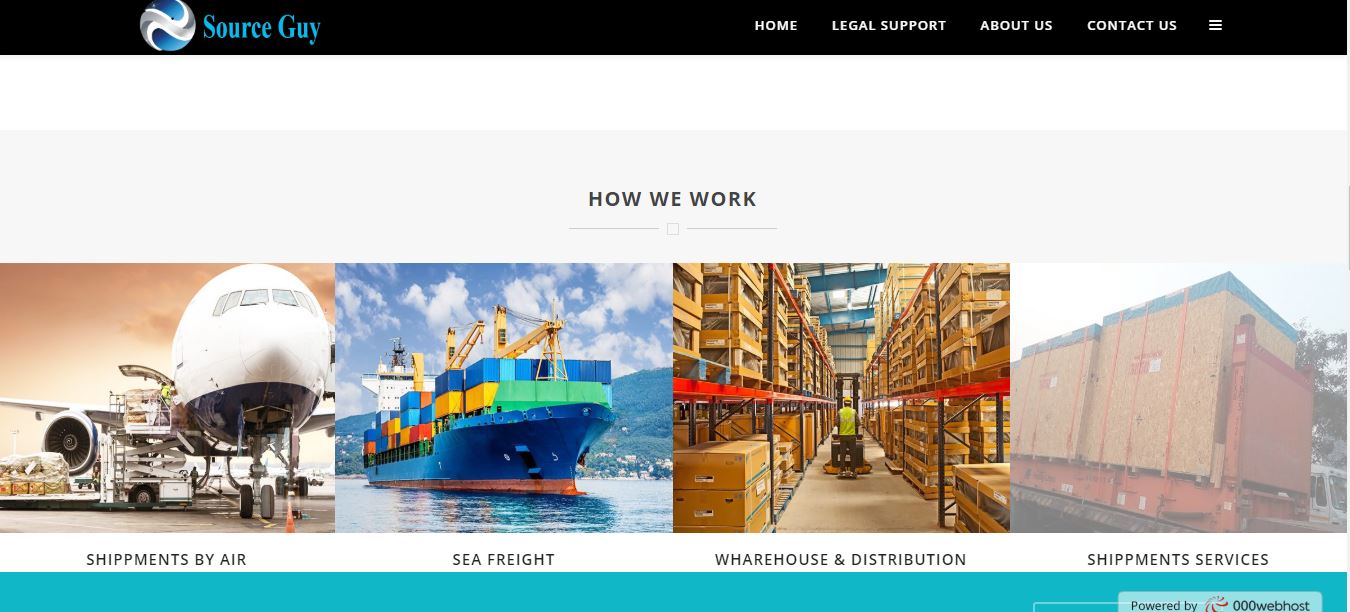 Source Guy
HOME LEGAL SUPPORT ABOUT US CONTACT US
HOW WE WORK
SHIPPMENTS BY AIR
SEA FREIGHT
WHAREHOUSE & DISTRIBUTION
SHIPPMENTS SERVICES
Powered by 000webhost